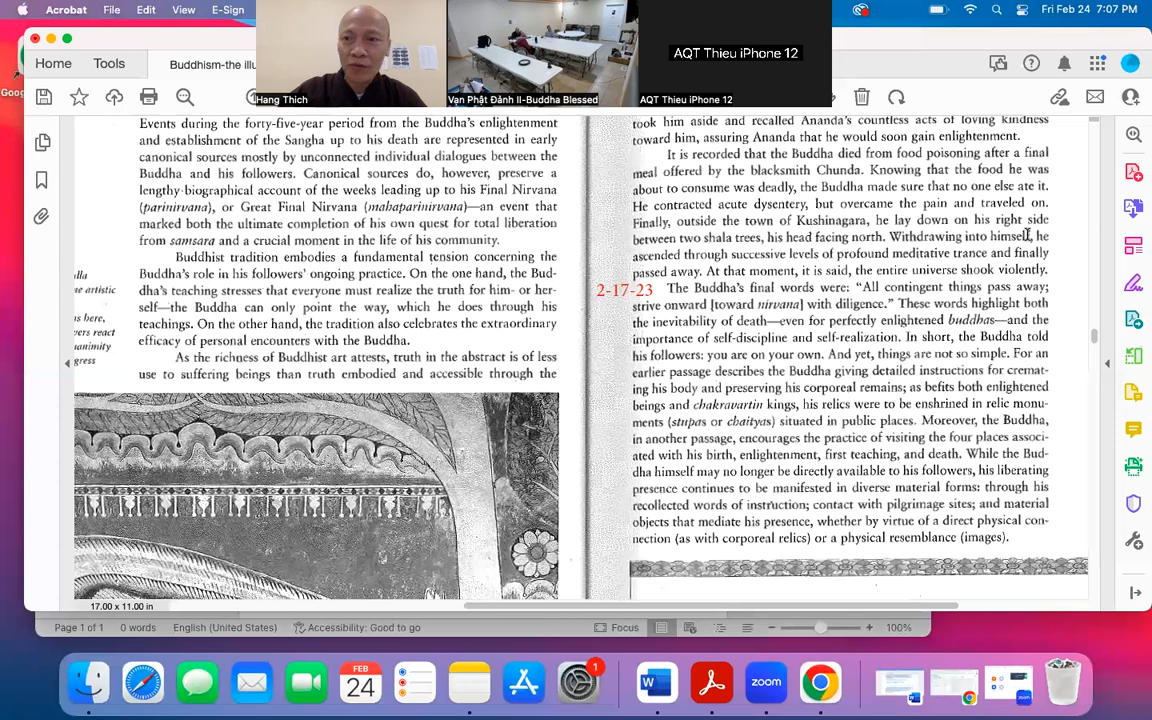 Acrobat File Edit View E-Sign
Fri Feb 24 7:07 PM
Home Tools
Buddhism-the illu
AQT Thieu iPhone 12
Hang Thich
Vạn Phật Đảnh II-Buddha Blessed
AQT Thieu iPhone 12
Events during the forty-five-year period from the Buddha's enlightenment
and establishment of the Sangha up to his death are represented in early
canonical sources mostly by unconnected individual dialogues between the
Buddha and his followers. Canonical sources do, however, preserve a
lengthy biographical account of the weeks leading up to his Final Nirvana
(parinirvana), or Great Final Nirvana (mahaparinirvana)—an event that
marked both the ultimate completion of his own quest for total liberation
from samsara and a crucial moment in the life of his community.
Buddhist tradition embodies a fundamental tension concerning the
Buddha's role in his followers' ongoing practice. On the one hand, the Bud-
dha's teaching stresses that everyone must realize the truth for him- or her-
self—the Buddha can only point the way, which he does through his
teachings. On the other hand, the tradition also celebrates the extraordinary
efficacy of personal encounters with the Buddha.
As the richness of Buddhist art attests, truth in the abstract is of less
use to suffering beings than truth embodied and accessible through the
alla
e artistic
s here,
ers react
animity
gress
took him aside and recalled Ananda's countless acts of loving kindness
toward him, assuring Ananda that he would soon gain enlightenment.
It is recorded that the Buddha died from food poisoning after a final
meal offered by the blacksmith Chunda. Knowing that the food he was
about to consume was deadly, the Buddha made sure that no one else ate it.
He contracted acute dysentery, but overcame the pain and traveled on.
Finally, outside the town of Kushinagara, he lay down on his right side
between two shala trees, his head facing north. Withdrawing into himself, he
ascended through successive levels of profound meditative trance and finally
passed away. At that moment, it is said, the entire universe shook violently.
2-17-23 The Buddha's final words were: "All contingent things pass away;
strive onward [toward nirvana] with diligence." These words highlight both
the inevitability of death—even for perfectly enlightened buddhas—and the
importance of self-discipline and self-realization. In short, the Buddha told
his followers: you are on your own. And yet, things are not so simple. For an
earlier passage describes the Buddha giving detailed instructions for cremat-
ing his body and preserving his corporeal remains; as befits both enlightened
beings and chakravartin kings, his relics were to be enshrined in relic monu-
ments (stupas or chaityas) situated in public places. Moreover, the Buddha,
in another passage, encourages the practice of visiting the four places associ-
ated with his birth, enlightenment, first teaching, and death. While the Bud-
dha himself may no longer be directly available to his followers, his liberating
presence continues to be manifested in diverse material forms: through his
recollected words of instruction; contact with pilgrimage sites; and material
objects that mediate his presence, whether by virtue of a direct physical con-
nection (as with corporeal relics) or a physical resemblance (images).
17.00 x 11.00 in
Page 1 of 1 0 words English (United States) Accessibility: Good to go Focus 100%
FEB
24
1
W
zoom